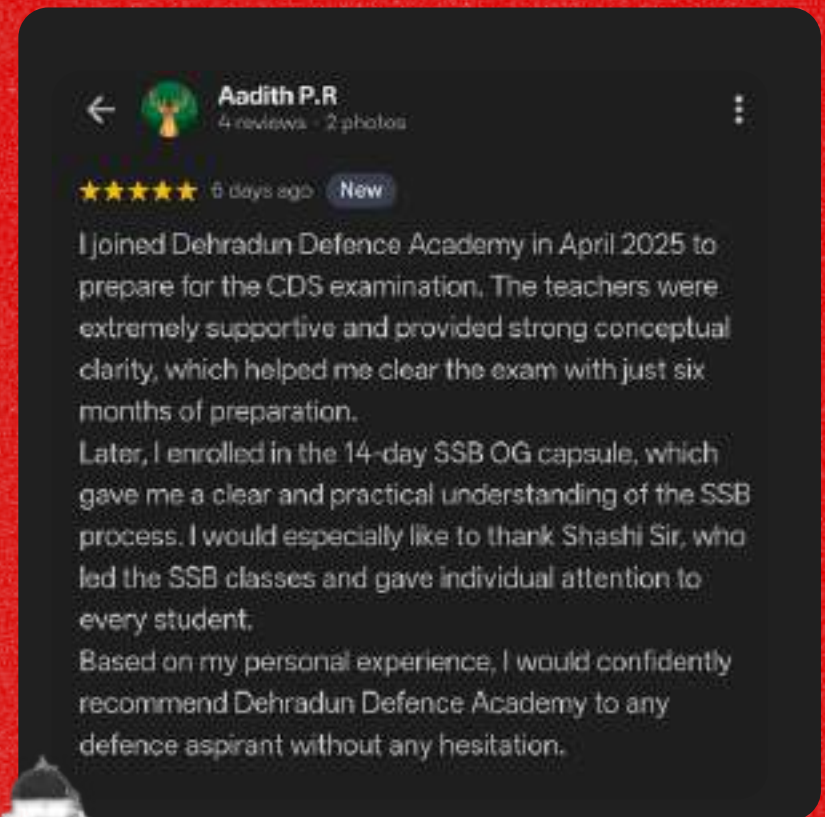 Aadith P.R
4 reviews · 2 photos
6 days ago New
I joined Dehradun Defence Academy in April 2025 to
prepare for the CDS examination. The teachers were
extremely supportive and provided strong conceptual
clarity, which helped me clear the exam with just six
months of preparation.
Later, I enrolled in the 14-day SSB OG capsule, which
gave me a clear and practical understanding of the SSB
process. I would especially like to thank Shashi Sir, who
led the SSB classes and gave individual attention to
every student.
Based on my personal experience, I would confidently
recommend Dehradun Defence Academy to any
defence aspirant without any hesitation.